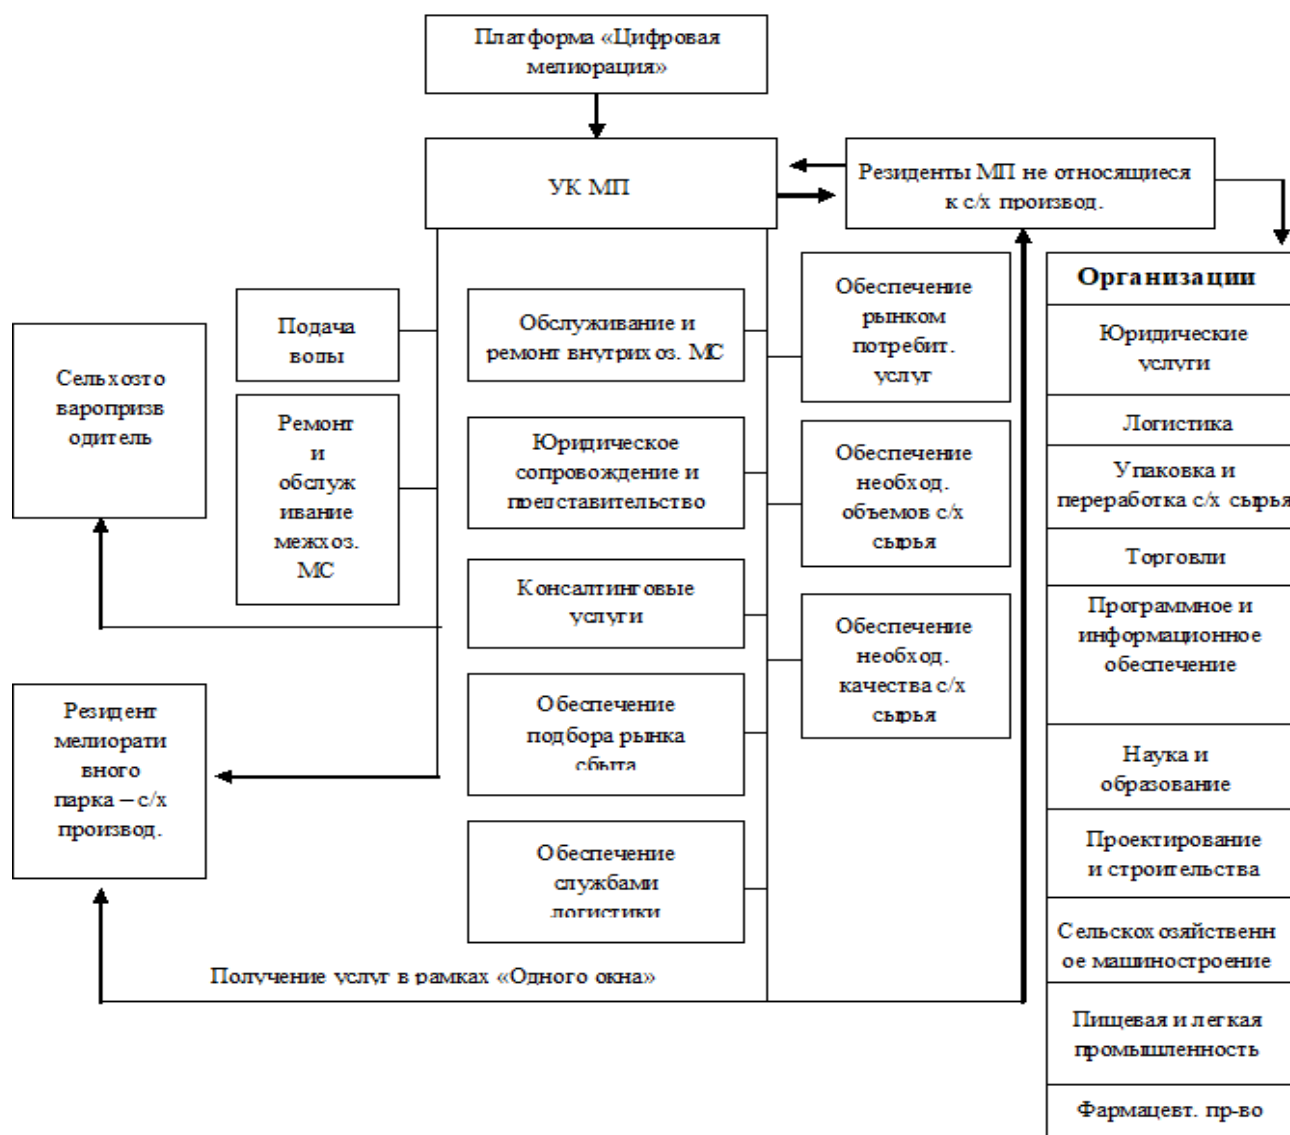 Платформа «Цифровая
мелиорация»
УК МП
Резиденты МП не относящиеся
к с/х производ.
Сельхозто
варопризв
одитель
Подача
воды
Ремонт
и
обслуж
ивание
межхоз.
МС
Резидент
мелиорати
вного
парка – с/х
производ.
Обслуживание и
ремонт внутрихоз. МС
Юридическое
сопровождение и
представительство
Консалтинговые
услуги
Обеспечение
подбора рынка
сбыта
Обеспечение
службами
логистики
Обеспечение
рынком
потребит.
услуг
Обеспечение
необход.
объемов с/х
сырья
Обеспечение
необход.
качества с/х
сырья
Получение услуг в рамках «Одного окна»
Организации
Юридические
услуги
Логистика
Упаковка и
переработка с/х сырья
Торговли
Программное и
информационное
обеспечение
Наука и
образование
Проектирование
и строительства
Сельскохозяйственн
ое машиностроение
Пищевая и легкая
промышленность
Фармацевт. пр-во